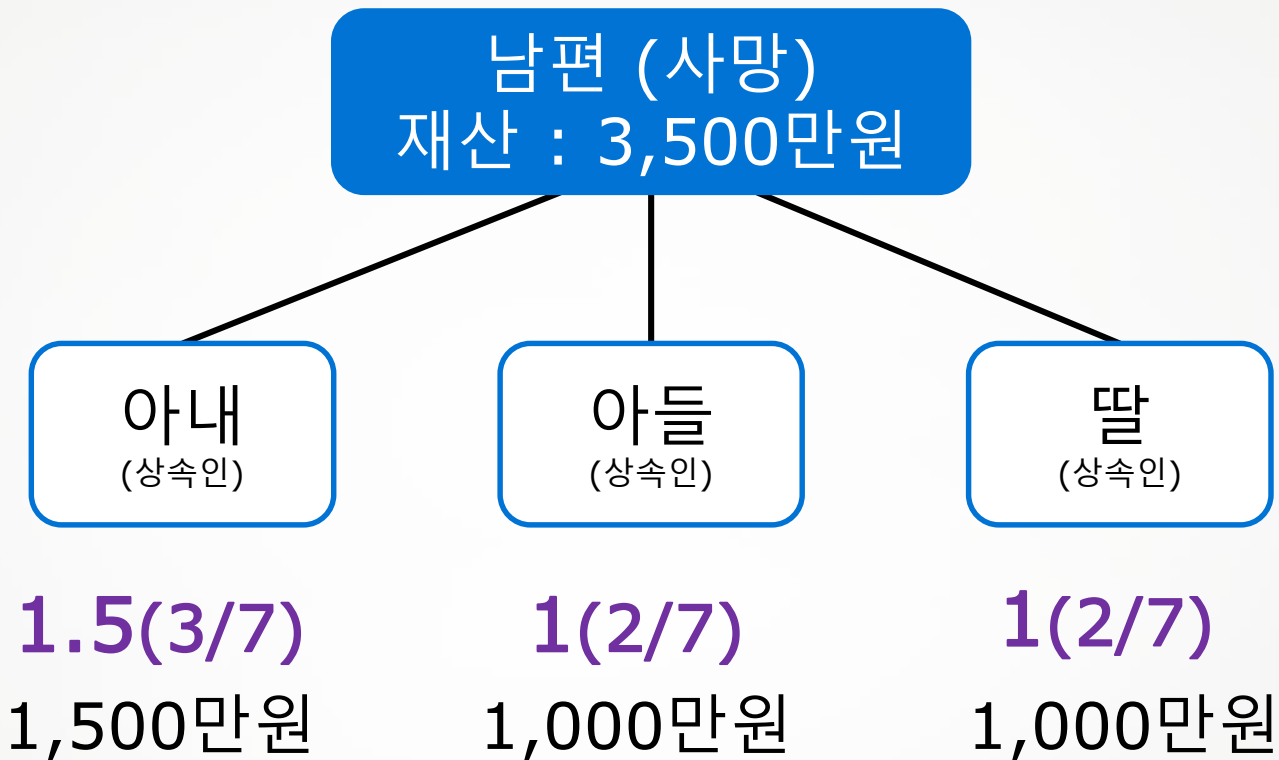 남편 (사망)
재산 : 3,500만원
아내
(상속인)
아들
(상속인)
딸
(상속인)
1.5(3/7)
1(2/7)
1(2/7)
1,500만원
1,000만원
1,000만원